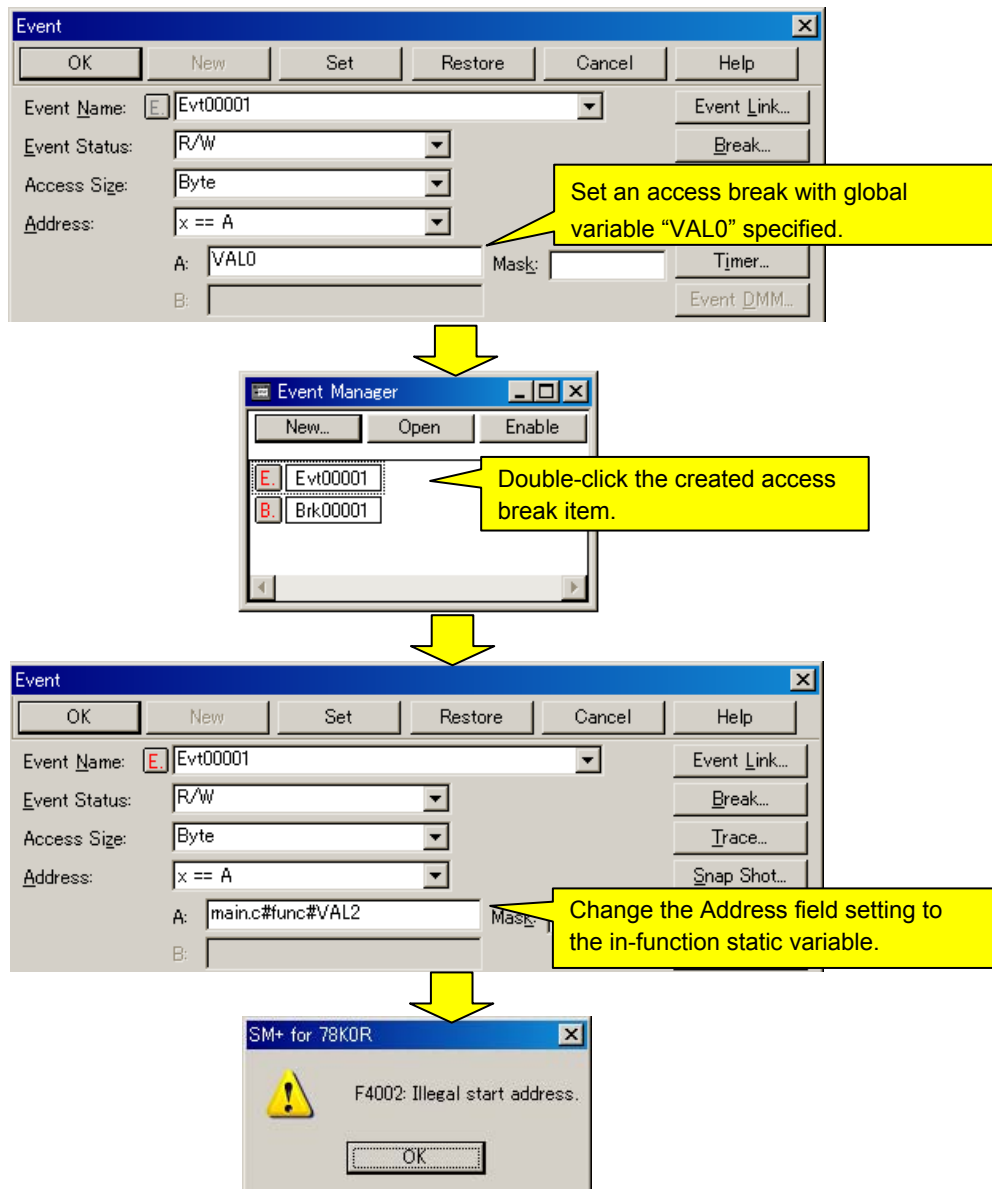 Event
OK New Set Restore Cancel Help
Event Name: E. Evt00001 Event Link...
Event Status: R/W Break...
Access Size: Byte
Set an access break with global
variable “VAL0” specified.
Address: x == A
A: VAL0 Mask: Timer...
B: Event DMM...
Event Manager
New... Open Enable
E. Evt00001
B. Brk00001
Double-click the created access
break item.
Event
OK New Set Restore Cancel Help
Event Name: E. Evt00001 Event Link...
Event Status: R/W Break...
Access Size: Byte Trace...
Address: x == A Snap Shot...
A: main.c#func#VAL2 Mask:
B:
Change the Address field setting to
the in-function static variable.
SM+ for 78K0R
F4002: Illegal start address.
OK